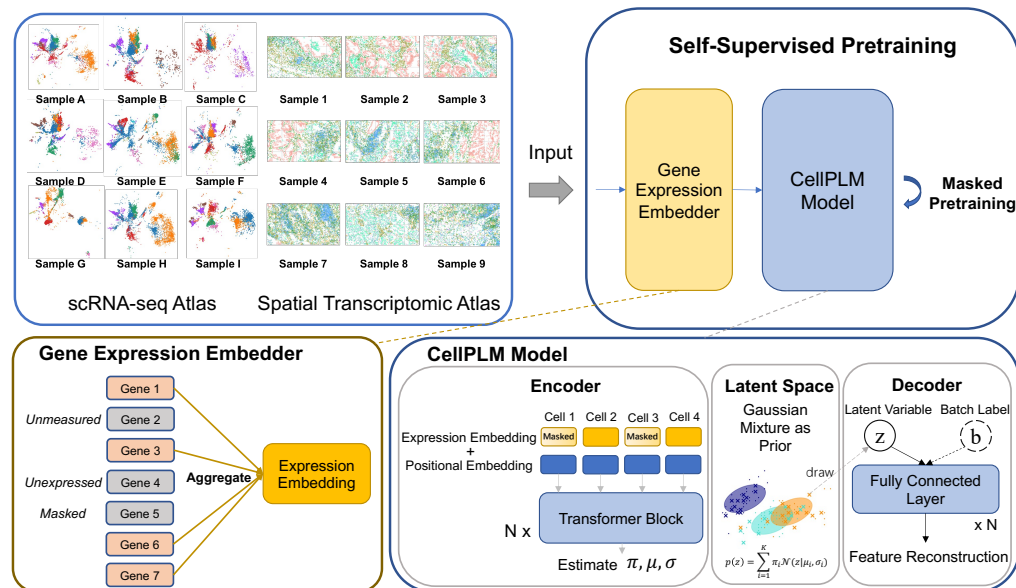 Sample A Sample B Sample C Sample 1 Sample 2 Sample 3
Sample D Sample E Sample F Sample 4 Sample 5 Sample 6
Sample G Sample H Sample I Sample 7 Sample 8 Sample 9
scRNA-seq Atlas Spatial Transcriptomic Atlas
Input
Self-Supervised Pretraining
Gene
Expression
Embedder
CellPLM
Model
Masked
Pretraining
Gene Expression Embedder
Gene 1
Unmeasured Gene 2
Gene 3
Unexpressed Gene 4
Masked Gene 5
Gene 6
Gene 7
Aggregate
Expression
Embedding
CellPLM Model
Encoder
Cell 1 Cell 2 Cell 3 Cell 4
Expression Embedding Masked Masked
+
Positional Embedding
N x Transformer Block
Estimate π, μ, σ
Latent Space
Gaussian
Mixture as
Prior
draw
p(z) = ∑_{i=1}^{K} π_i 𝒩(z|μ_i, σ_i)
Decoder
Latent Variable Batch Label
z b
Fully Connected
Layer
x N
Feature Reconstruction